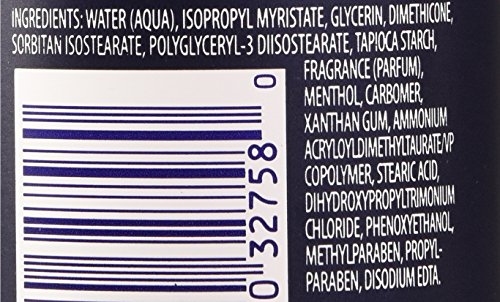 INGREDIENTS: WATER (AQUA), ISOPROPYL MYRISTATE, GLYCERIN, DIMETHICONE,
SORBITAN ISOSTEARATE, POLYGLYCERYL-3 DIISOSTEARATE, TAPIOCA STARCH,
FRAGRANCE (PARFUM),
MENTHOL, CARBOMER,
XANTHAN GUM, AMMONIUM
ACRYLOYLDIMETHYLTAURATE/VP
COPOLYMER, STEARIC ACID,
DIHYDROXYPROPYLTRIMONIUM
CHLORIDE, PHENOXYETHANOL,
METHYLPARABEN, PROPYL-
PARABEN, DISODIUM EDTA.
0 32758 0